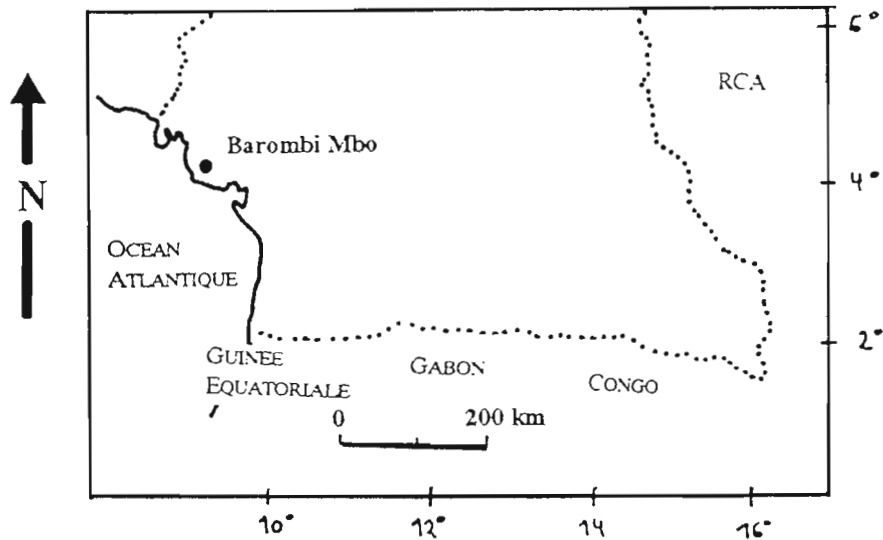 6°
RCA
Barombi Mbo
4°
N
OCEAN
ATLANTIQUE
2°
GUINEE
EQUATORIALE
GABON
CONGO
0
200 km
10°
12°
14
16°